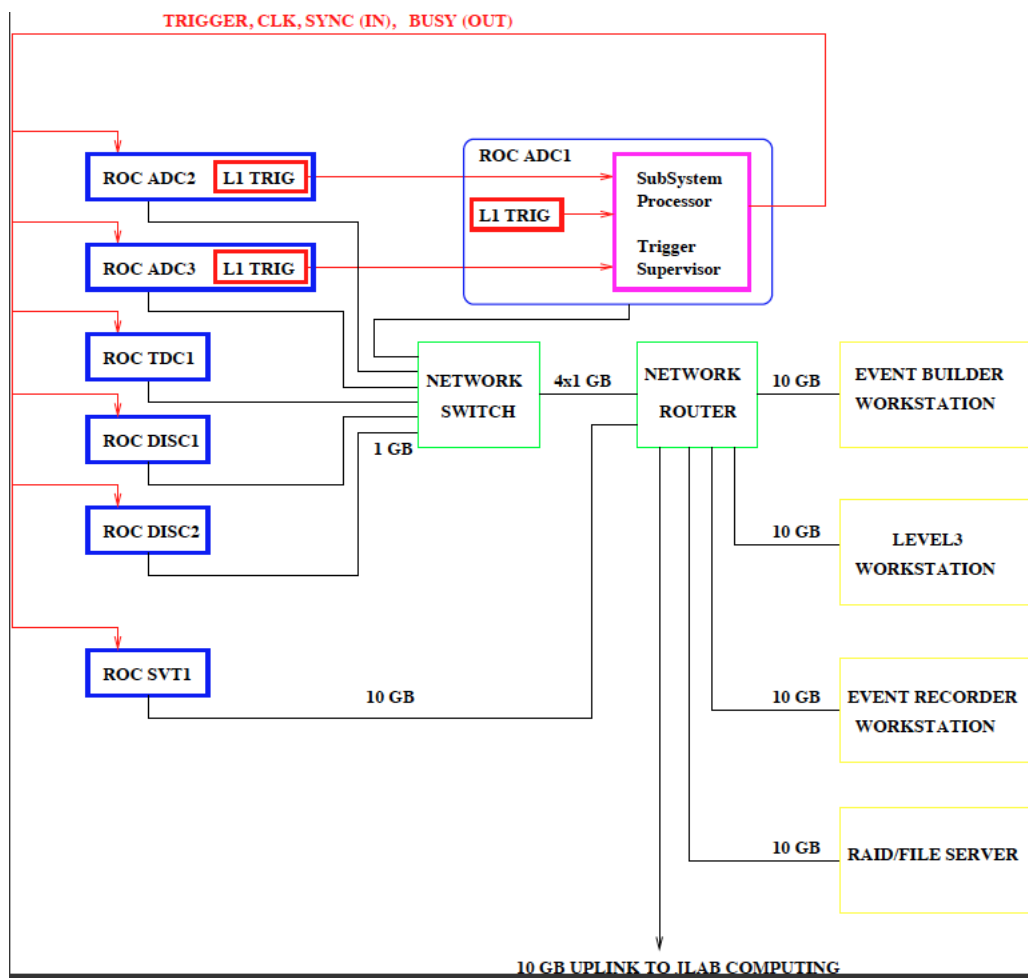 TRIGGER, CLK, SYNC (IN),   BUSY (OUT)
ROC ADC1
ROC ADC2
L1 TRIG
SubSystem
Processor
L1 TRIG
Trigger
Supervisor
ROC ADC3
L1 TRIG
ROC TDC1
NETWORK
SWITCH
4x1 GB
NETWORK
ROUTER
10 GB
EVENT BUILDER
WORKSTATION
ROC DISC1
1 GB
ROC DISC2
10 GB
LEVEL3
WORKSTATION
ROC SVT1
10 GB
10 GB
EVENT RECORDER
WORKSTATION
10 GB
RAID/FILE SERVER
10 GB UPLINK TO JLAB COMPUTING